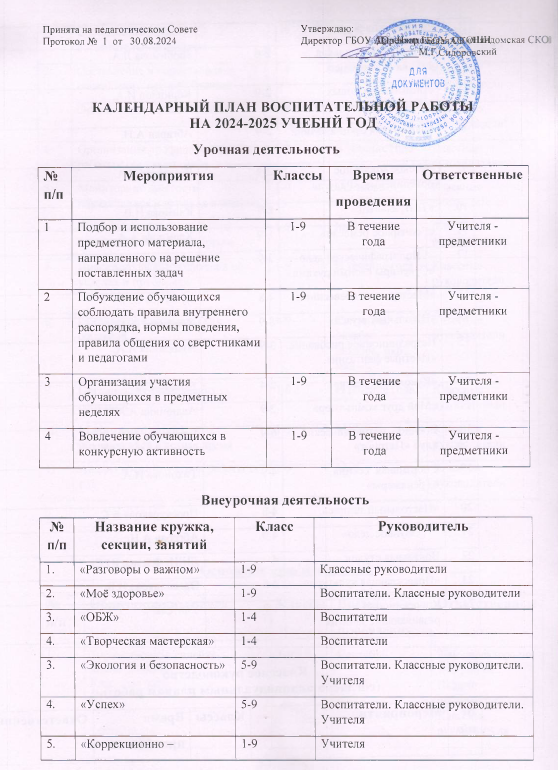 Принята на педагогическом Совете
Протокол № 1 от 30.08.2024
Утверждаю:
Директор ГБОУ АО
М.Г.Сидоровский
ДЛЯ
ДОКУМЕНТОВ
КАЛЕНДАРНЫЙ ПЛАН ВОСПИТАТЕЛЬНОЙ РАБОТЫ
НА 2024-2025 УЧЕБНЙ ГОД
Урочная деятельность
№ Мероприятия Классы Время Ответственные
п/п проведения
1 Подбор и использование 1-9 В течение Учителя -
предметного материала, года предметники
направленного на решение
поставленных задач
2 Побуждение обучающихся 1-9 В течение Учителя -
соблюдать правила внутреннего года предметники
распорядка, нормы поведения,
правила общения со сверстниками
и педагогами
3 Организация участия 1-9 В течение Учителя -
обучающихся в предметных года предметники
неделях
4 Вовлечение обучающихся в 1-9 В течение Учителя -
конкурсную активность года предметники
Внеурочная деятельность
№ Название кружка, Класс Руководитель
п/п секции, занятий
1. «Разговоры о важном» 1-9 Классные руководители
2. «Моё здоровье» 1-9 Воспитатели. Классные руководители
3. «ОБЖ» 1-4 Воспитатели
4. «Творческая мастерская» 1-4 Воспитатели
3. «Экология и безопасность» 5-9 Воспитатели. Классные руководители.
Учителя
4. «Успех» 5-9 Воспитатели. Классные руководители.
Учителя
5. «Коррекционно – 1-9 Учителя